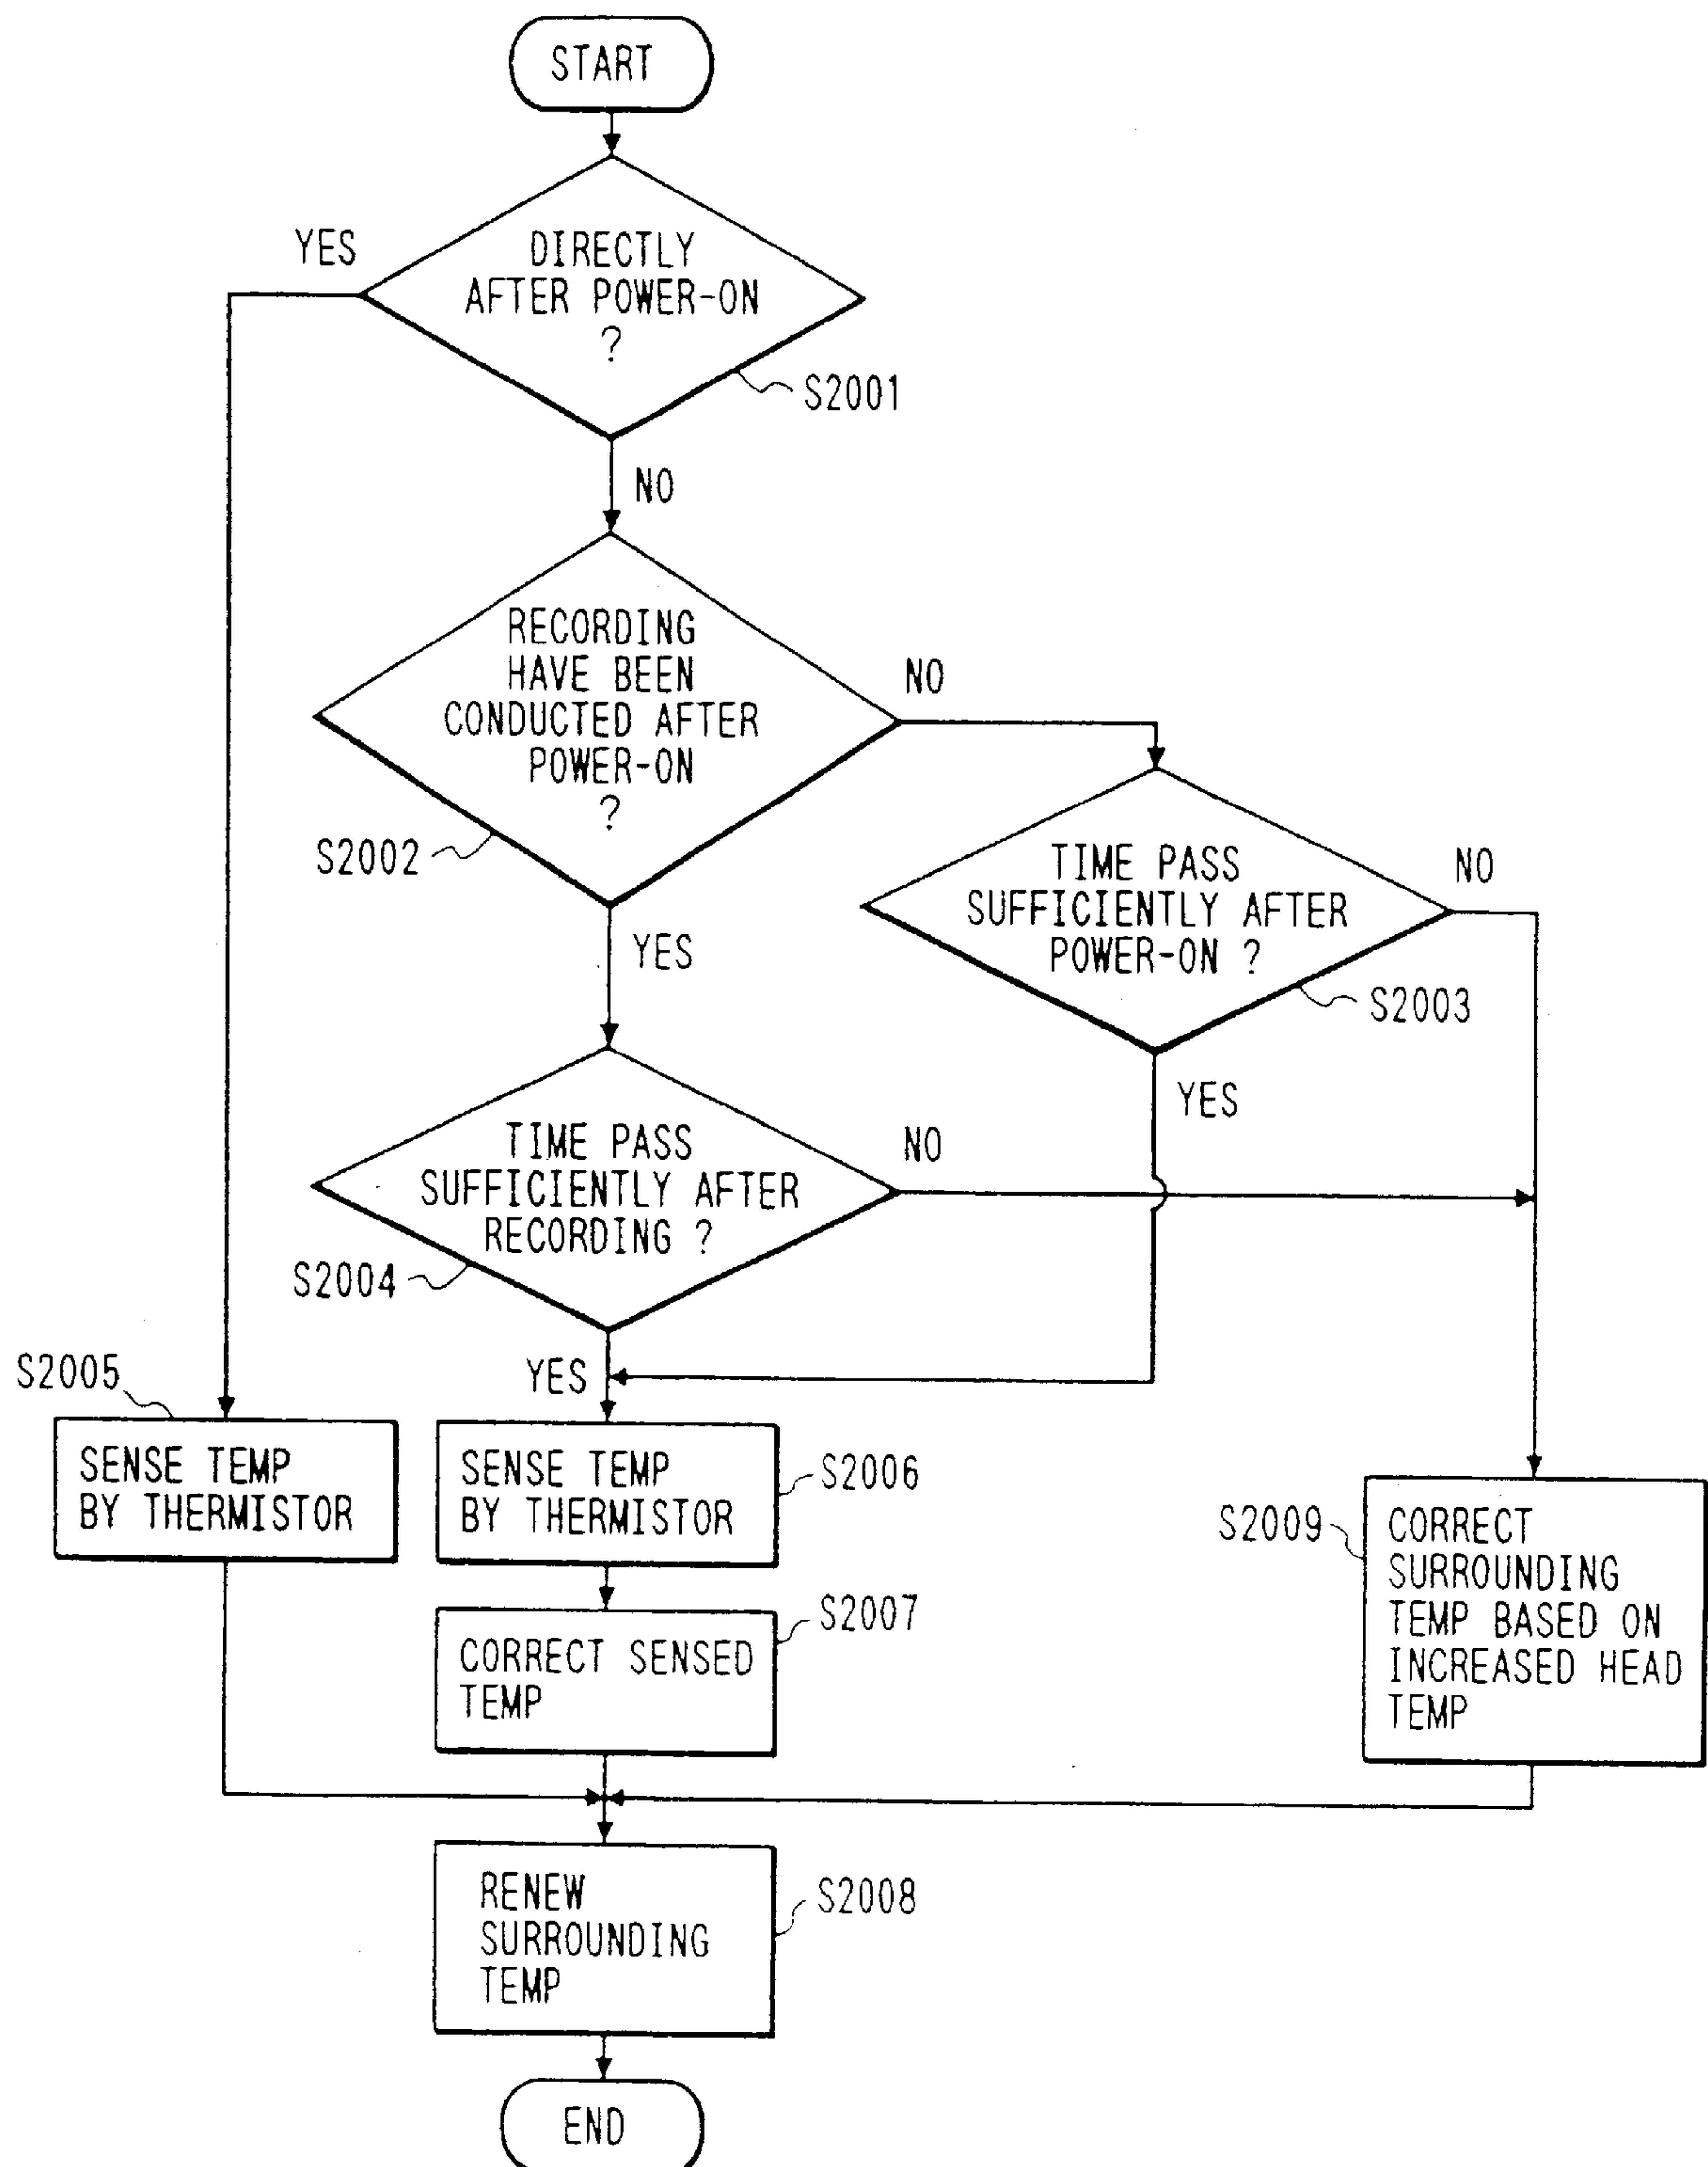 START
DIRECTLY
AFTER POWER-ON
?
YES
S2001
NO
RECORDING
HAVE BEEN
CONDUCTED AFTER
POWER-ON
?
NO
S2002
YES
TIME PASS
SUFFICIENTLY AFTER
POWER-ON ?
NO
S2003
YES
TIME PASS
SUFFICIENTLY AFTER
RECORDING ?
NO
S2004
YES
S2005
SENSE TEMP
BY THERMISTOR
SENSE TEMP
BY THERMISTOR
S2006
S2009
CORRECT
SURROUNDING
TEMP BASED ON
INCREASED HEAD
TEMP
S2007
CORRECT SENSED
TEMP
RENEW
SURROUNDING
TEMP
S2008
END